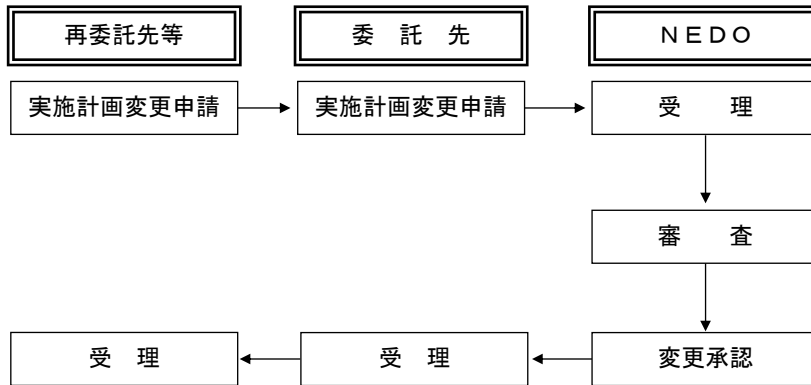 再委託先等
委 託 先
NEDO
実施計画変更申請
実施計画変更申請
受 理
審 査
受 理
受 理
変更承認